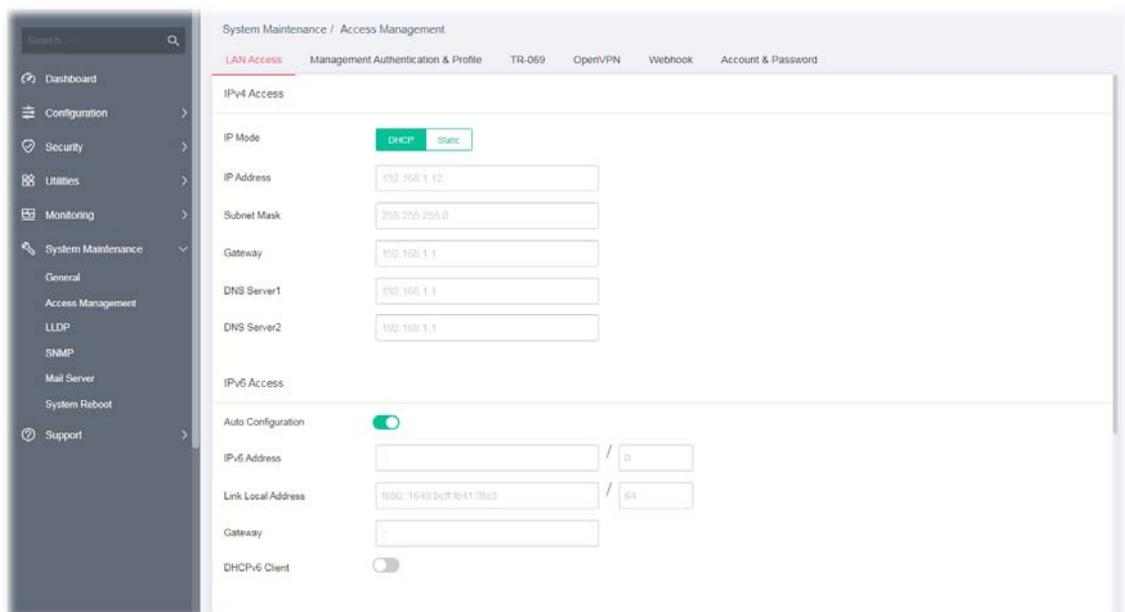 Search...
Dashboard
Configuration
Security
Utilities
Monitoring
System Maintenance
General
Access Management
LLDP
SNMP
Mail Server
System Reboot
Support
System Maintenance / Access Management
LAN Access Management Authentication & Profile TR-069 OpenVPN Webhook Account & Password
IPv4 Access
IP Mode DHCP Static
IP Address 192.168.1.12
Subnet Mask 255.255.255.0
Gateway 192.168.1.1
DNS Server1 192.168.1.1
DNS Server2 192.168.1.1
IPv6 Access
Auto Configuration
IPv6 Address / 0
Link Local Address / 64
Gateway ::
DHCPv6 Client